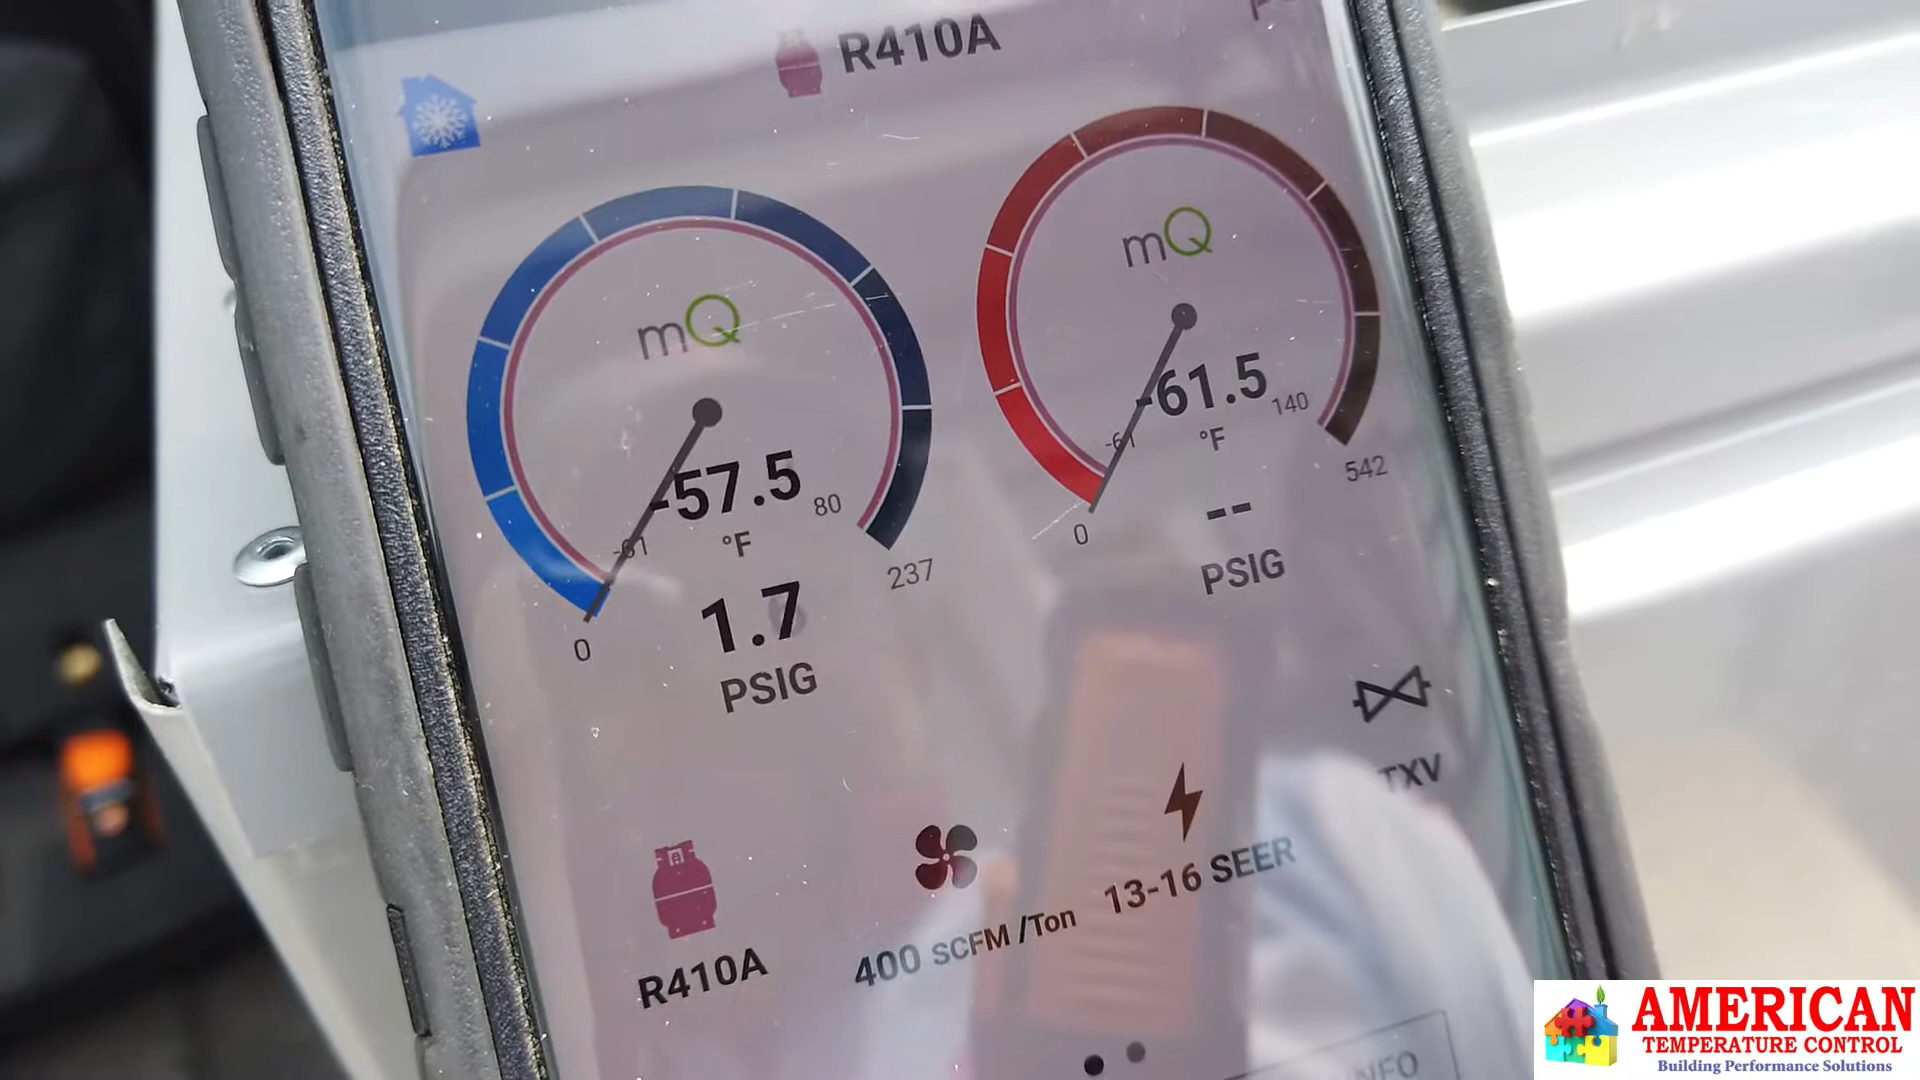 R410A
mQ
-57.5
-61
80
°F
0
237
1.7
PSIG
mQ
-61.5
-61
140
°F
0
542
--
PSIG
TXV
R410A
400 SCFM /Ton
13-16 SEER
INFO
AMERICAN
TEMPERATURE CONTROL
Building Performance Solutions